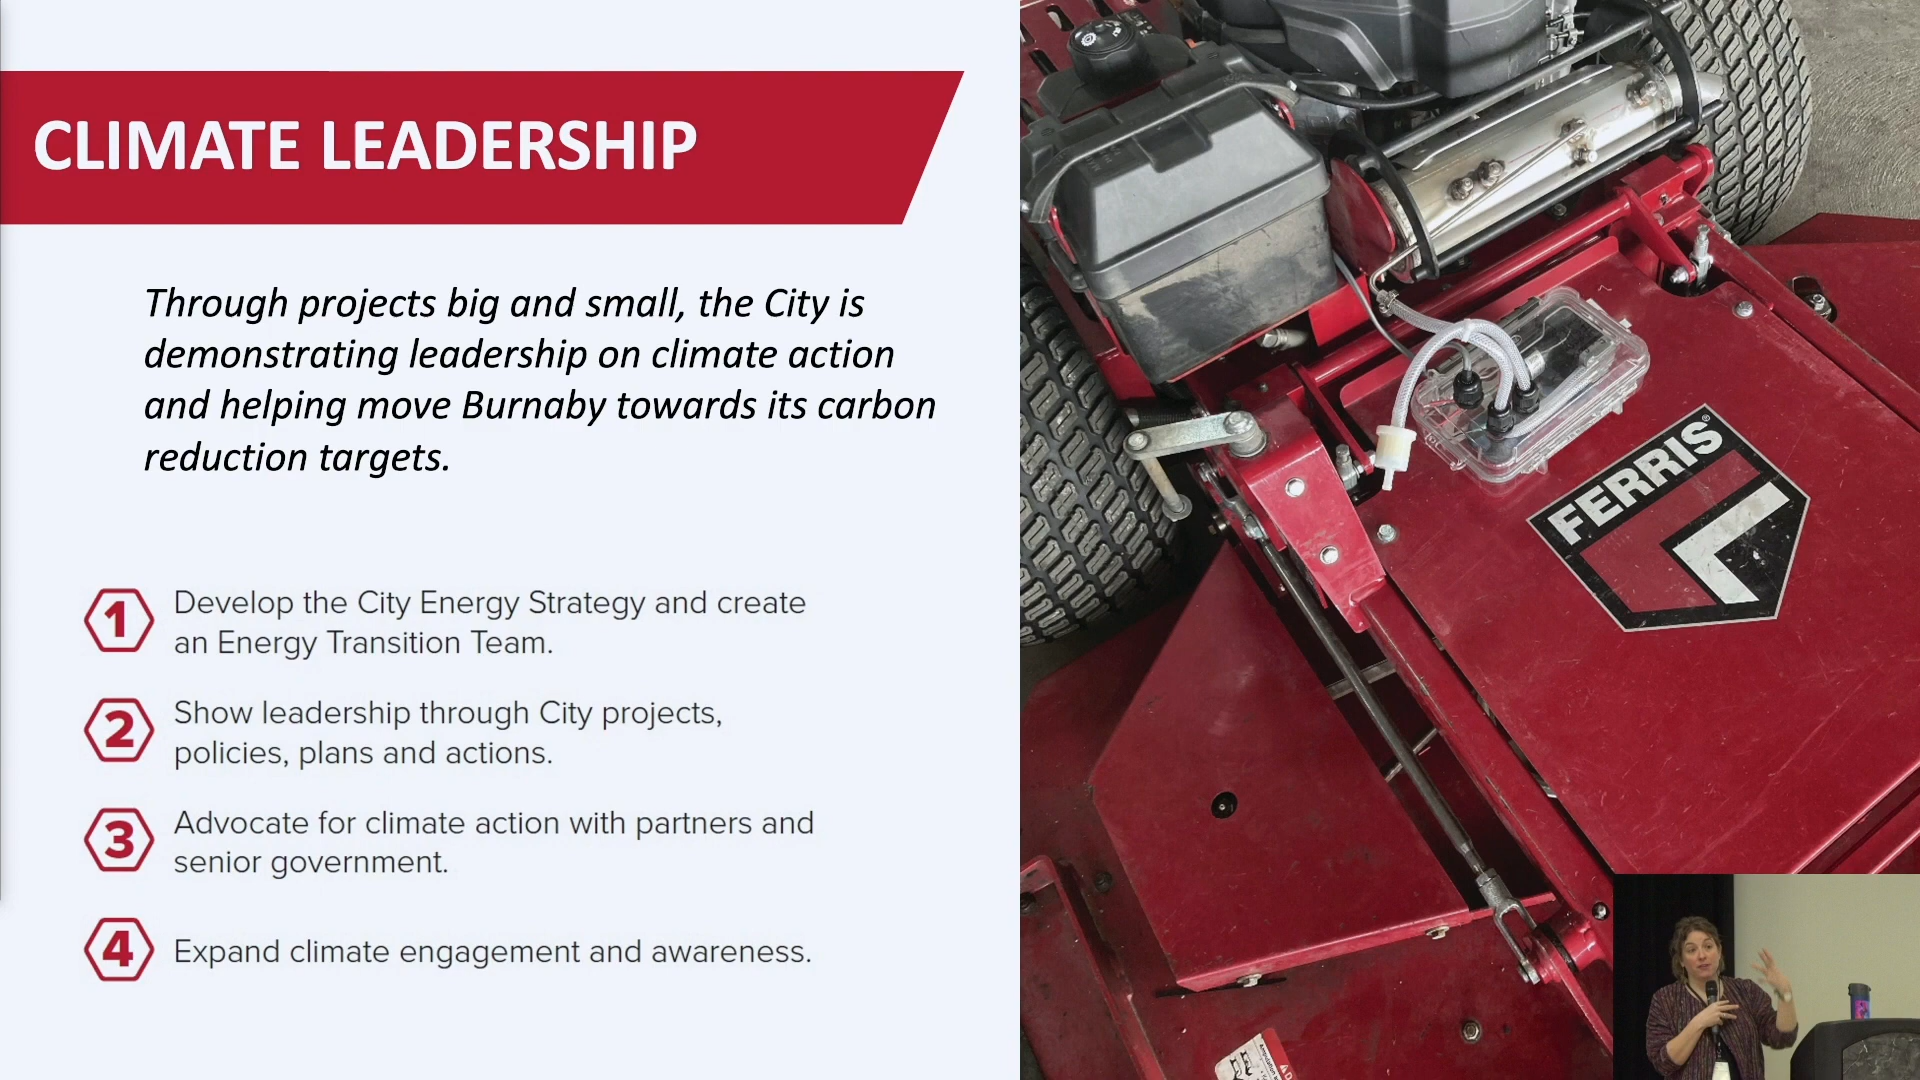 CLIMATE LEADERSHIP
Through projects big and small, the City is
demonstrating leadership on climate action
and helping move Burnaby towards its carbon
reduction targets.
1 Develop the City Energy Strategy and create
an Energy Transition Team.
2 Show leadership through City projects,
policies, plans and actions.
3 Advocate for climate action with partners and
senior government.
4 Expand climate engagement and awareness.
FERRIS®